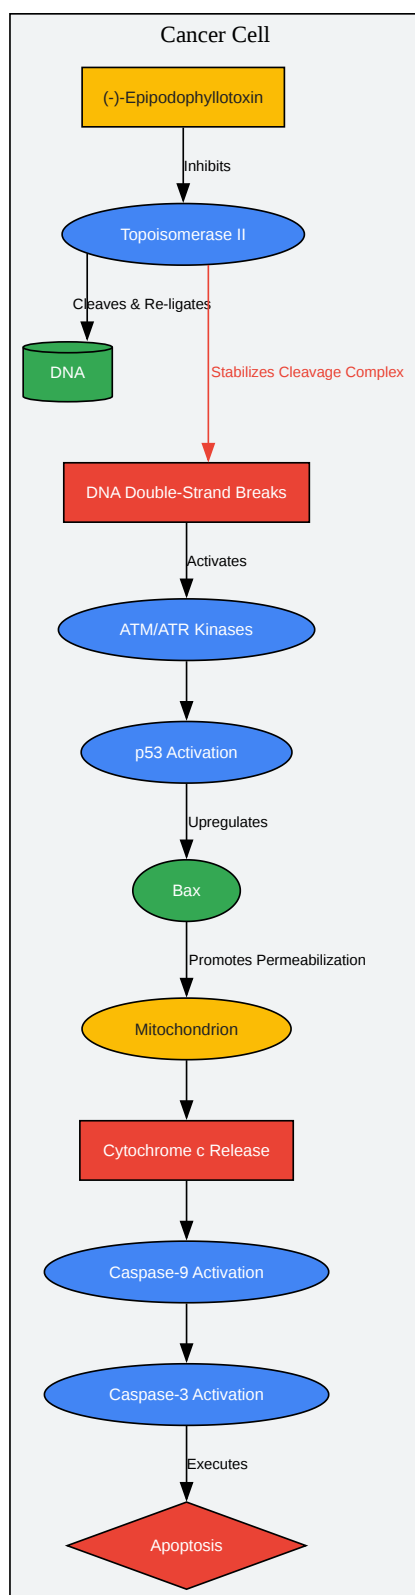 Cancer Cell
(-)-Epipodophyllotoxin
Inhibits
Topoisomerase II
Cleaves & Re-ligates
DNA
Stabilizes Cleavage Complex
DNA Double-Strand Breaks
Activates
ATM/ATR Kinases
p53 Activation
Upregulates
Bax
Promotes Permeabilization
Mitochondrion
Cytochrome c Release
Caspase-9 Activation
Caspase-3 Activation
Executes
Apoptosis